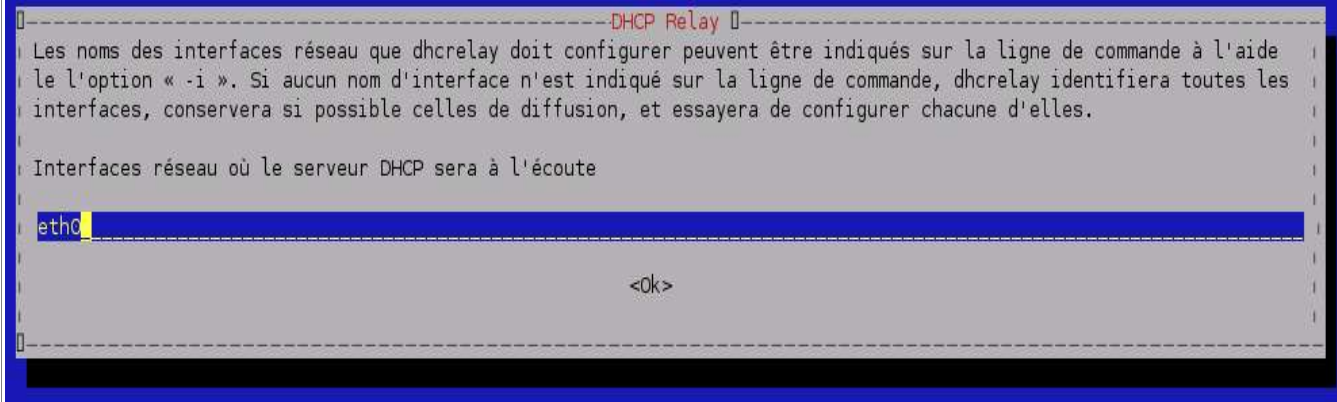 DHCP Relay
Les noms des interfaces réseau que dhcrelay doit configurer peuvent être indiqués sur la ligne de commande à l'aide
le l'option « -i ». Si aucun nom d'interface n'est indiqué sur la ligne de commande, dhcrelay identifiera toutes les
interfaces, conservera si possible celles de diffusion, et essayera de configurer chacune d'elles.
Interfaces réseau où le serveur DHCP sera à l'écoute
eth0
<Ok>